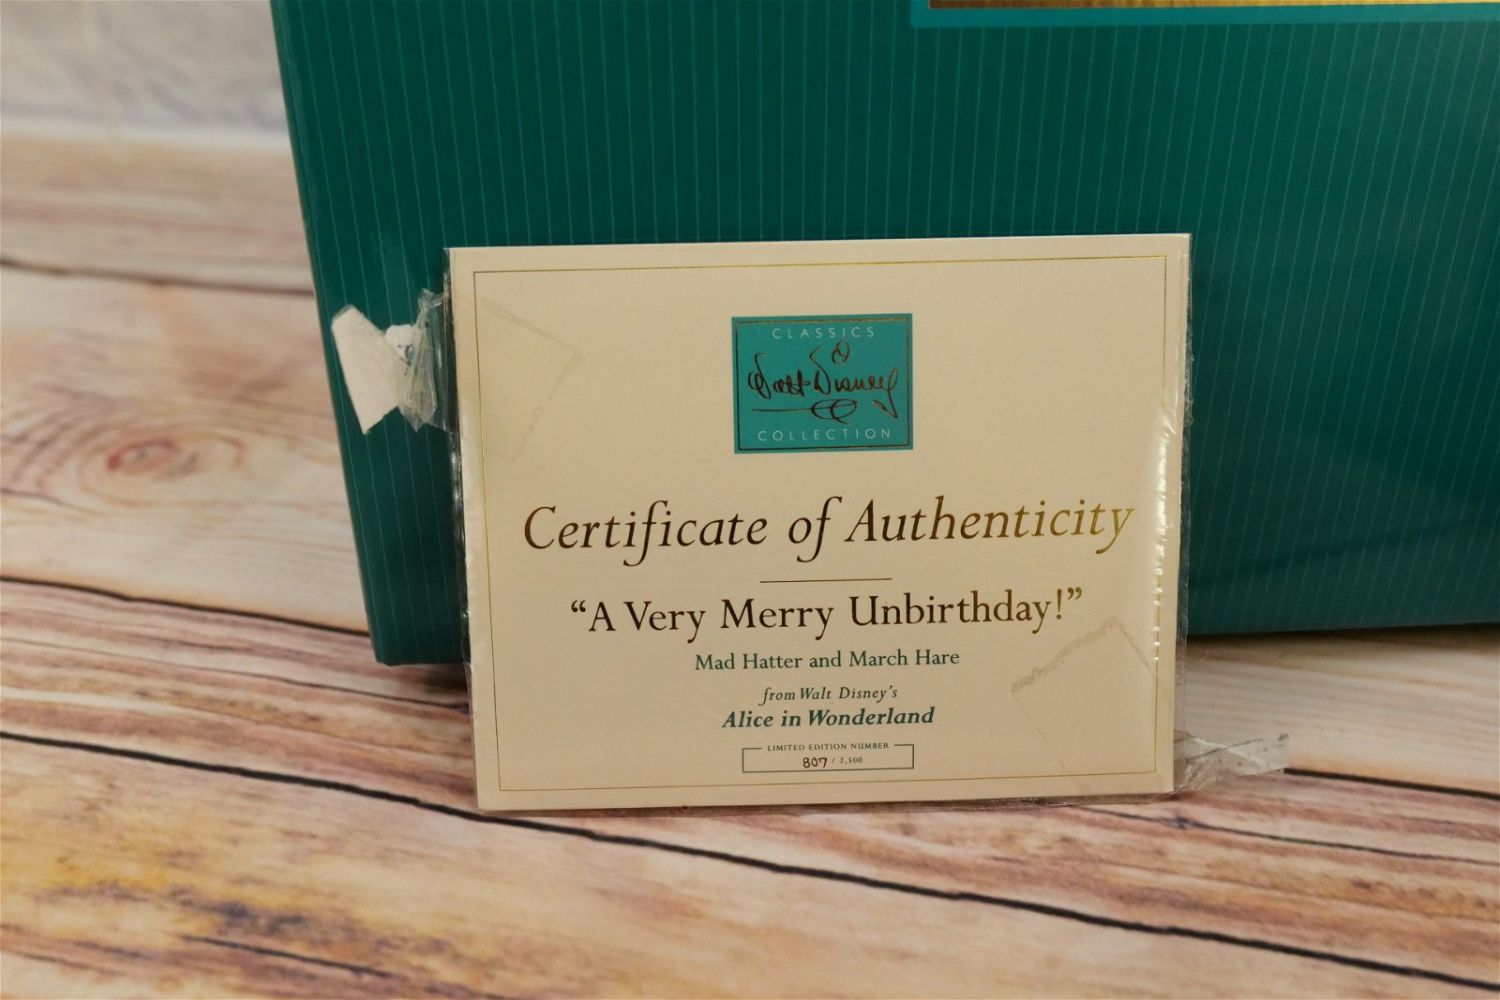 CLASSICS
Walt Disney
COLLECTION
Certificate of Authenticity
“A Very Merry Unbirthday!”
Mad Hatter and March Hare
from Walt Disney’s
Alice in Wonderland
LIMITED EDITION NUMBER
807 / 2,500